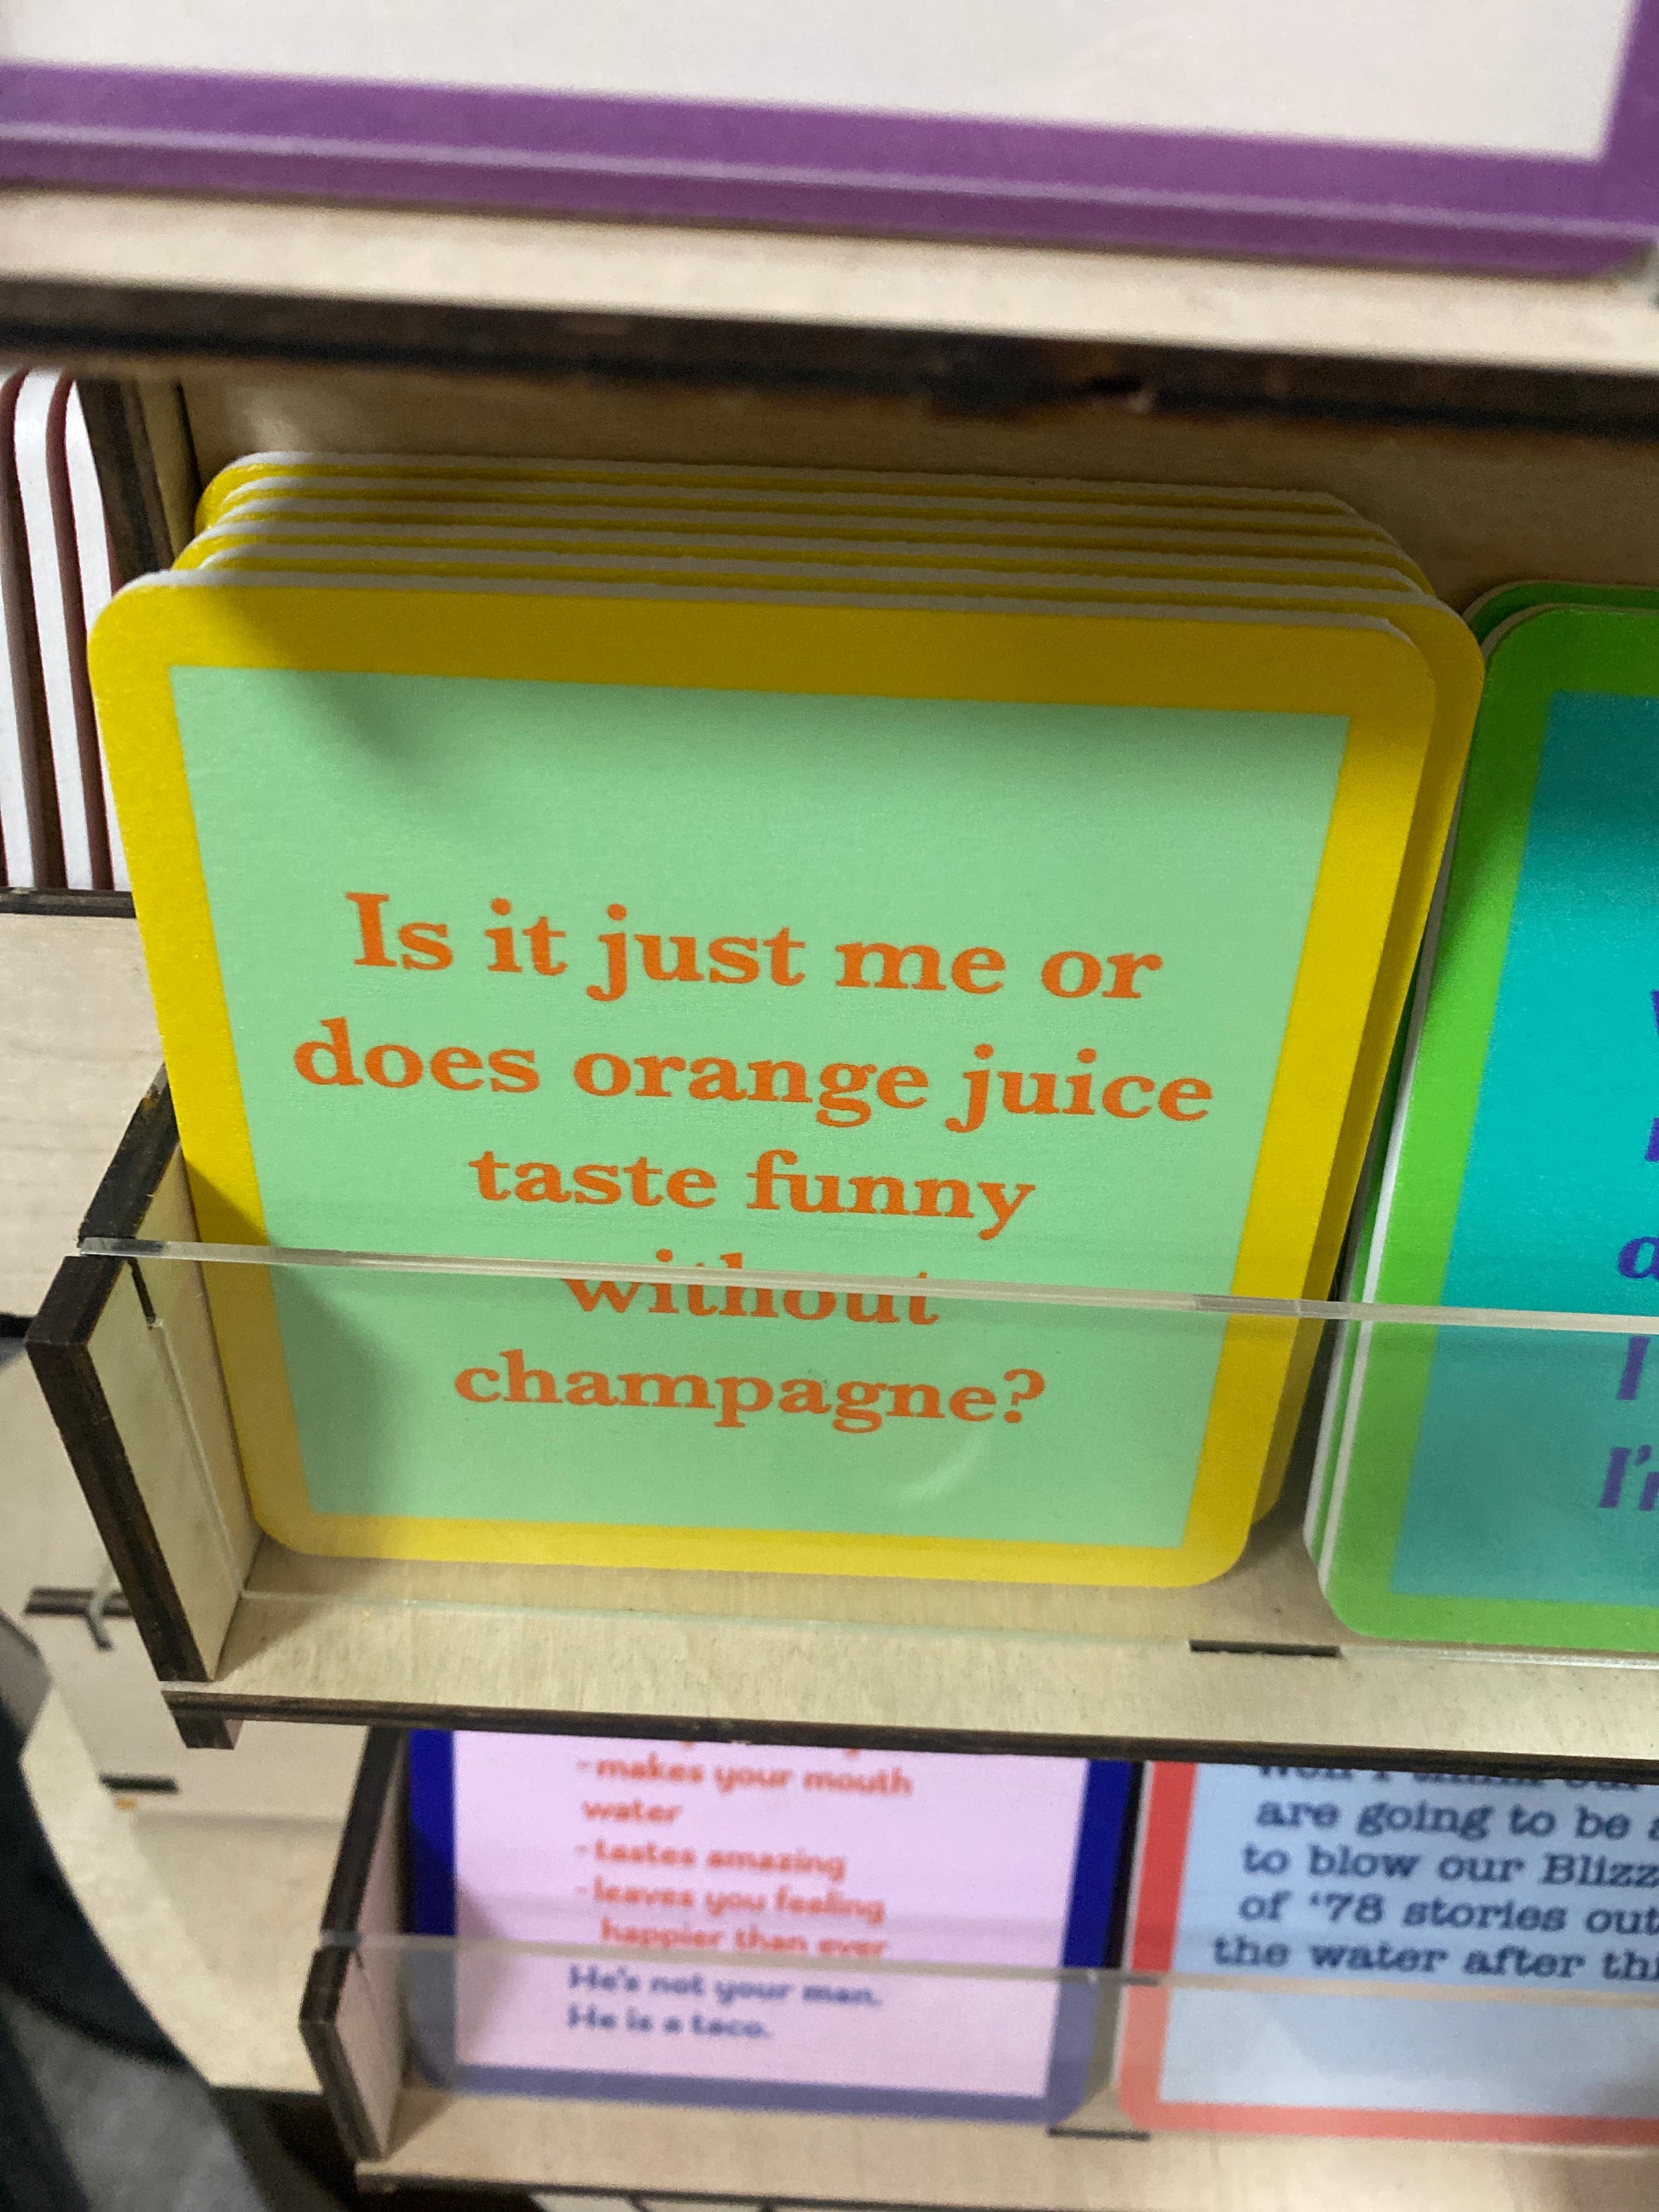 Is it just me or
does orange juice
taste funny
without
champagne?
I'm
- makes your mouth
water
- tastes amazing
- leaves you feeling
happier than ever
He's not your man.
He is a taco.
are going to be
to blow our
of '78 stories out
the water after